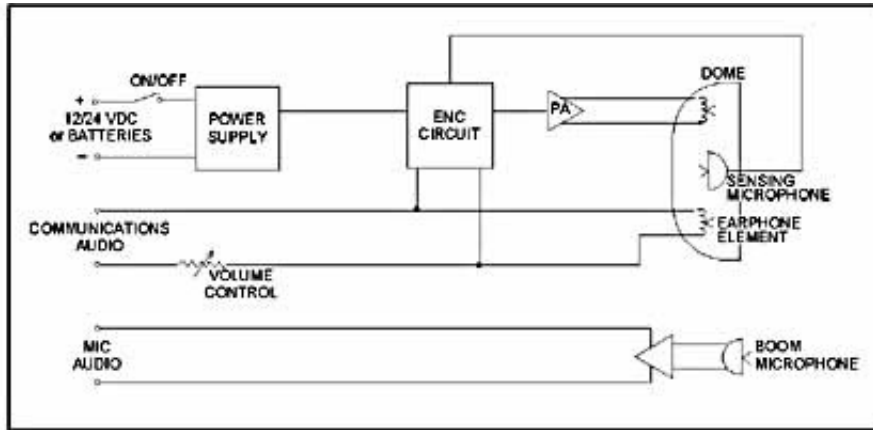 ON/OFF
+
12/24 VDC
or BATTERIES
−
POWER
SUPPLY
ENC
CIRCUIT
PA
DOME
SENSING
MICROPHONE
EARPHONE
ELEMENT
COMMUNICATIONS
AUDIO
VOLUME
CONTROL
MIC
AUDIO
BOOM
MICROPHONE